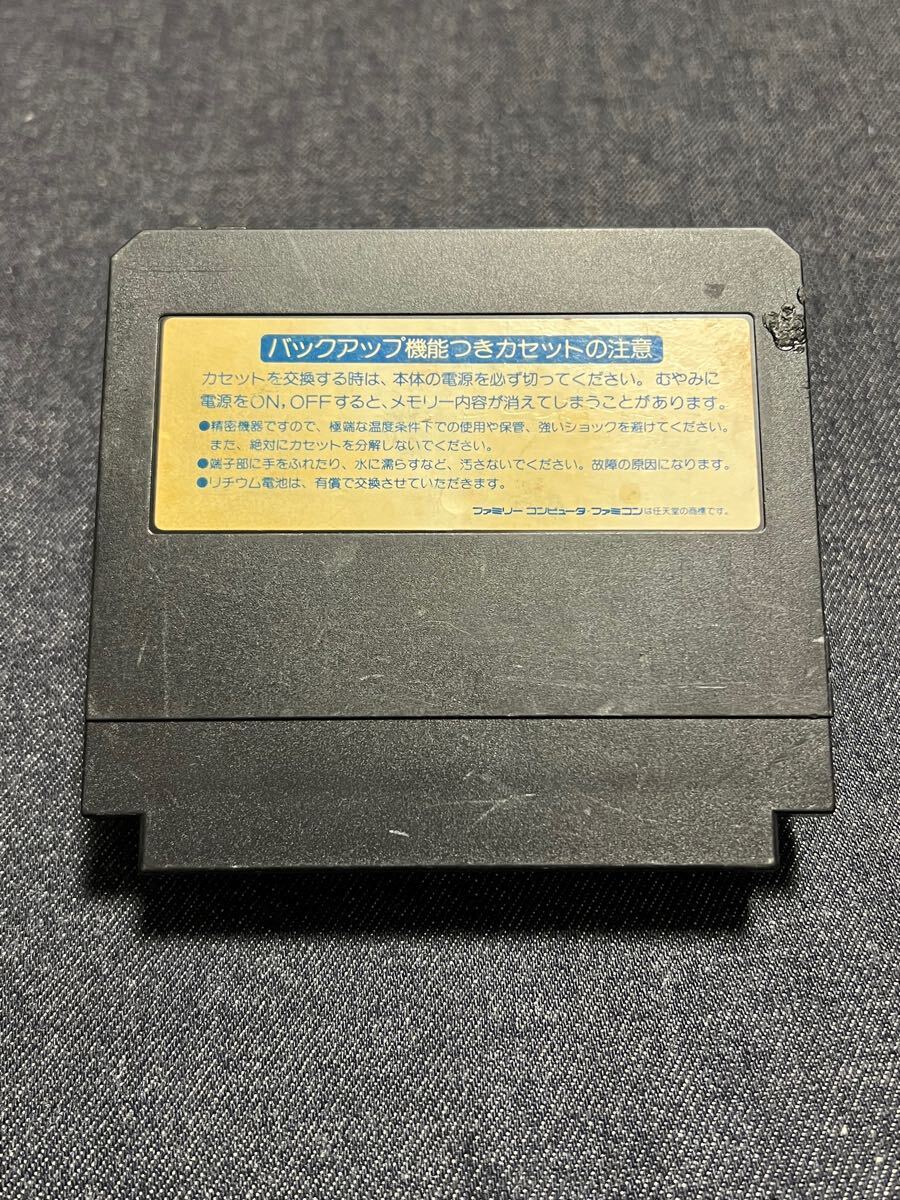 バックアップ機能つきカセットの注意
カセットを交換する時は、本体の電源を必ず切ってください。むやみに
電源をON,OFFすると、メモリー内容が消えてしまうことがあります。
●精密機器ですので、極端な温度条件下での使用や保管、強いショックを避けてください。
また、絶対にカセットを分解しないでください。
●端子部に手をふれたり、水に濡らすなど、汚さないでください。故障の原因になります。
●リチウム電池は、有償で交換させていただきます。
ファミリー コンピュータ・ファミコンは任天堂の商標です。